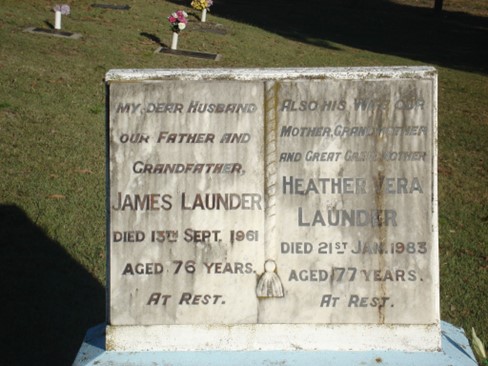 My dear Husband
our Father and
Grandfather,
James Launder
died 13th Sept. 1961
aged 76 years.
At Rest.
Also his Wife our
Mother, Grandmother
and Great Grandmother
Heather Vera
Launder
died 21st Jan. 1983
aged 77 years.
At Rest.